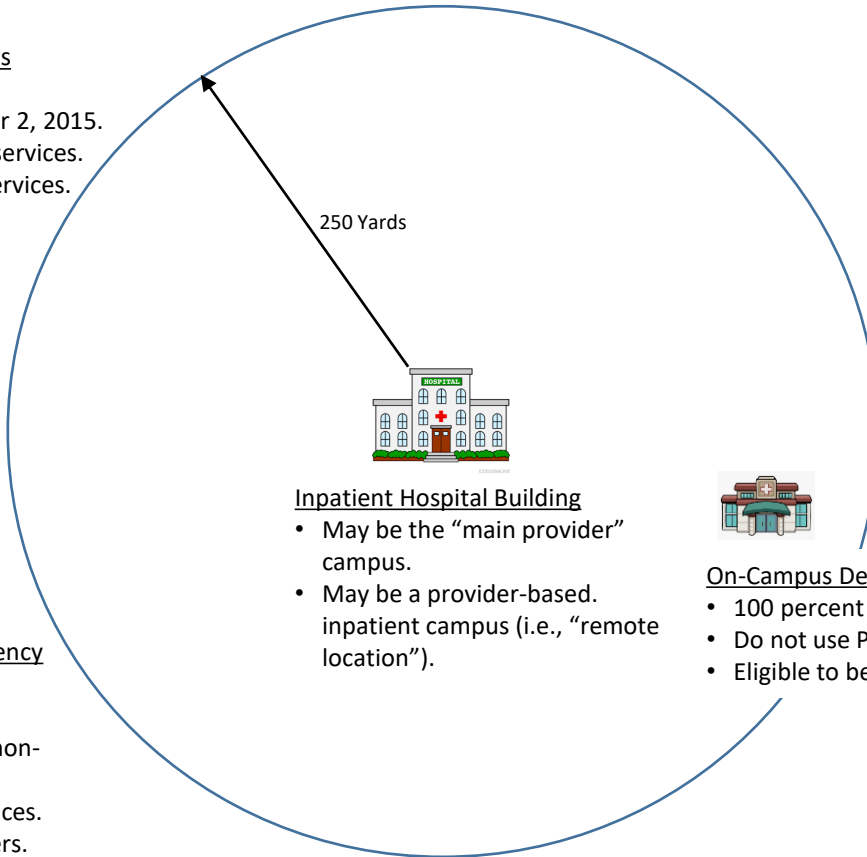 s
r 2, 2015.
services.
ervices.
250 Yards
HOSPITAL
Inpatient Hospital Building
• May be the “main provider”
campus.
• May be a provider-based.
inpatient campus (i.e., “remote
location”).
On-Campus De
• 100 percent
• Do not use P
• Eligible to be
ency
non-
ces.
ers.